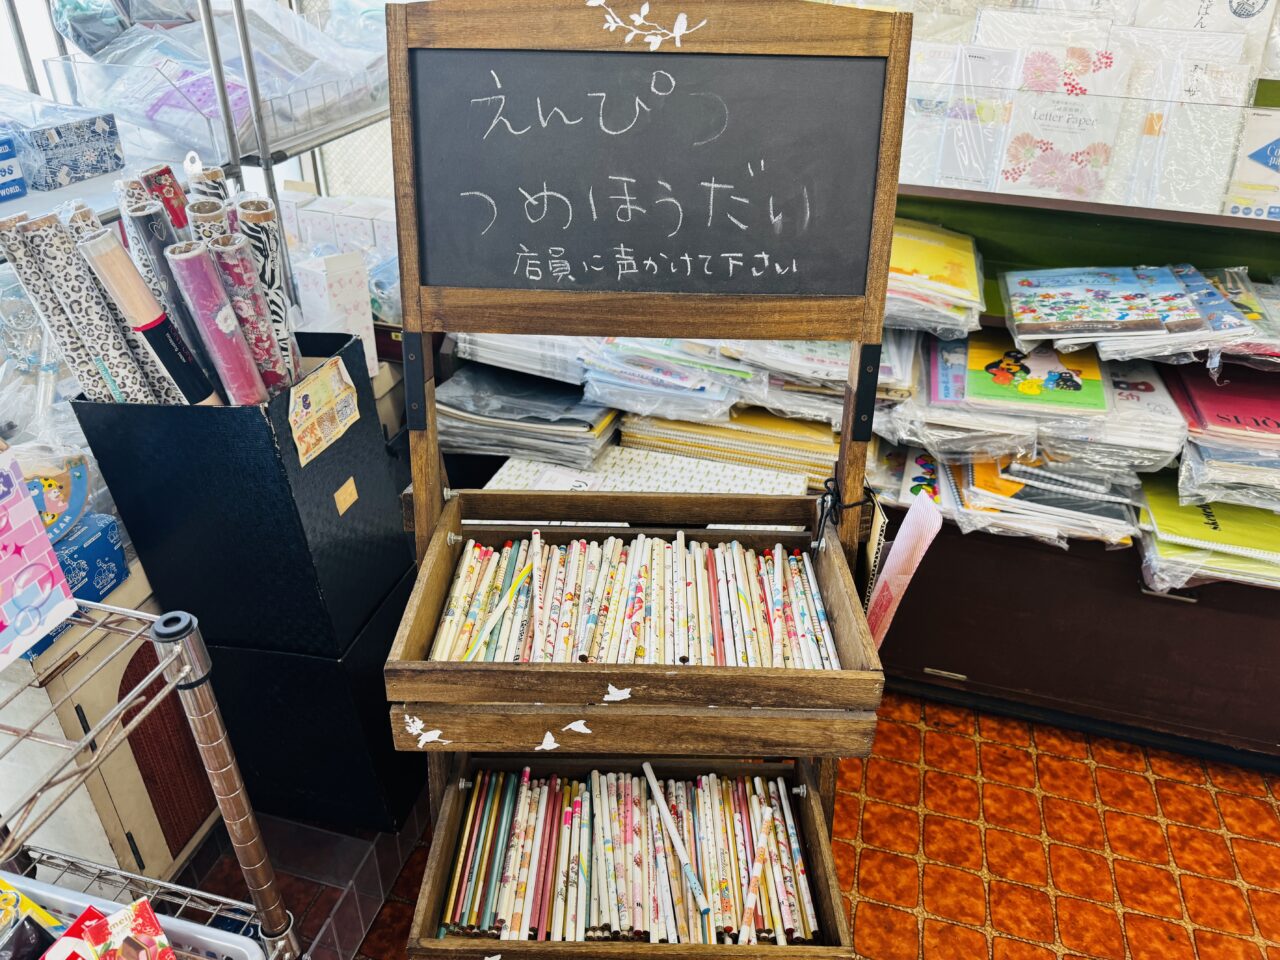 えんぴつ
つめほうだい
店員に声かけて下さい
Letter Paper
WORLD.